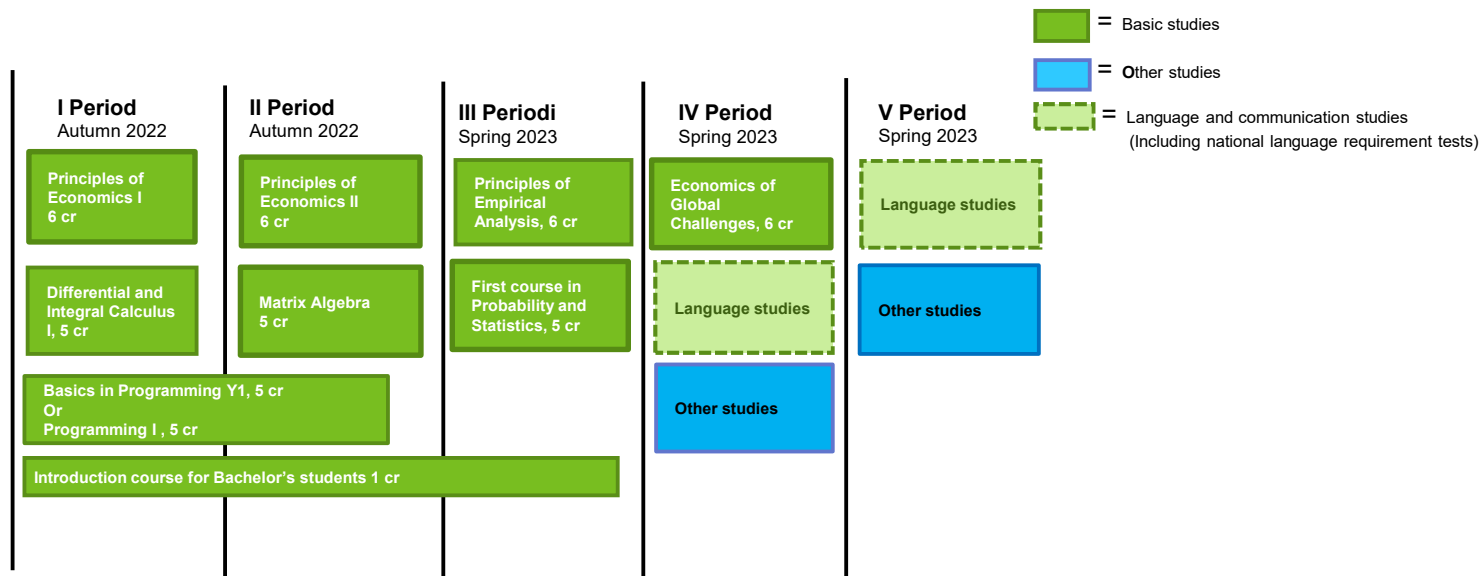 = Basic studies
= Other studies
= Language and communication studies
(Including national language requirement tests)
I Period
Autumn 2022
II Period
Autumn 2022
III Periodi
Spring 2023
IV Period
Spring 2023
V Period
Spring 2023
Principles of
Economics I
6 cr
Principles of
Economics II
6 cr
Principles of
Empirical
Analysis, 6 cr
Economics of
Global
Challenges, 6 cr
Language studies
Differential and
Integral Calculus
I, 5 cr
Matrix Algebra
5 cr
First course in
Probability and
Statistics, 5 cr
Language studies
Other studies
Basics in Programming Y1, 5 cr
Or
Programming I , 5 cr
Other studies
Introduction course for Bachelor’s students 1 cr